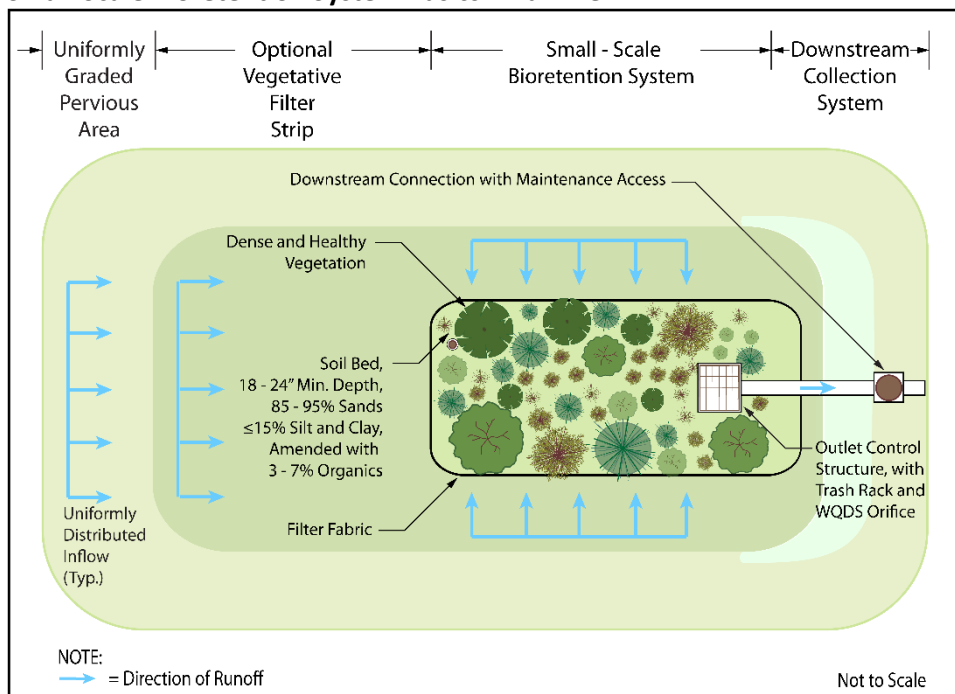 Uniformly
Graded
Pervious
Area
Optional
Vegetative
Filter
Strip
Small - Scale
Bioretention System
Downstream
Collection
System
Downstream Connection with Maintenance Access
Dense and Healthy
Vegetation
Soil Bed,
18 - 24" Min. Depth,
85 - 95% Sands
≤15% Silt and Clay,
Amended with
3 - 7% Organics
Outlet Control
Structure, with
Trash Rack and
WQDS Orifice
Uniformly
Distributed
Inflow
(Typ.)
Filter Fabric
NOTE:
= Direction of Runoff
Not to Scale